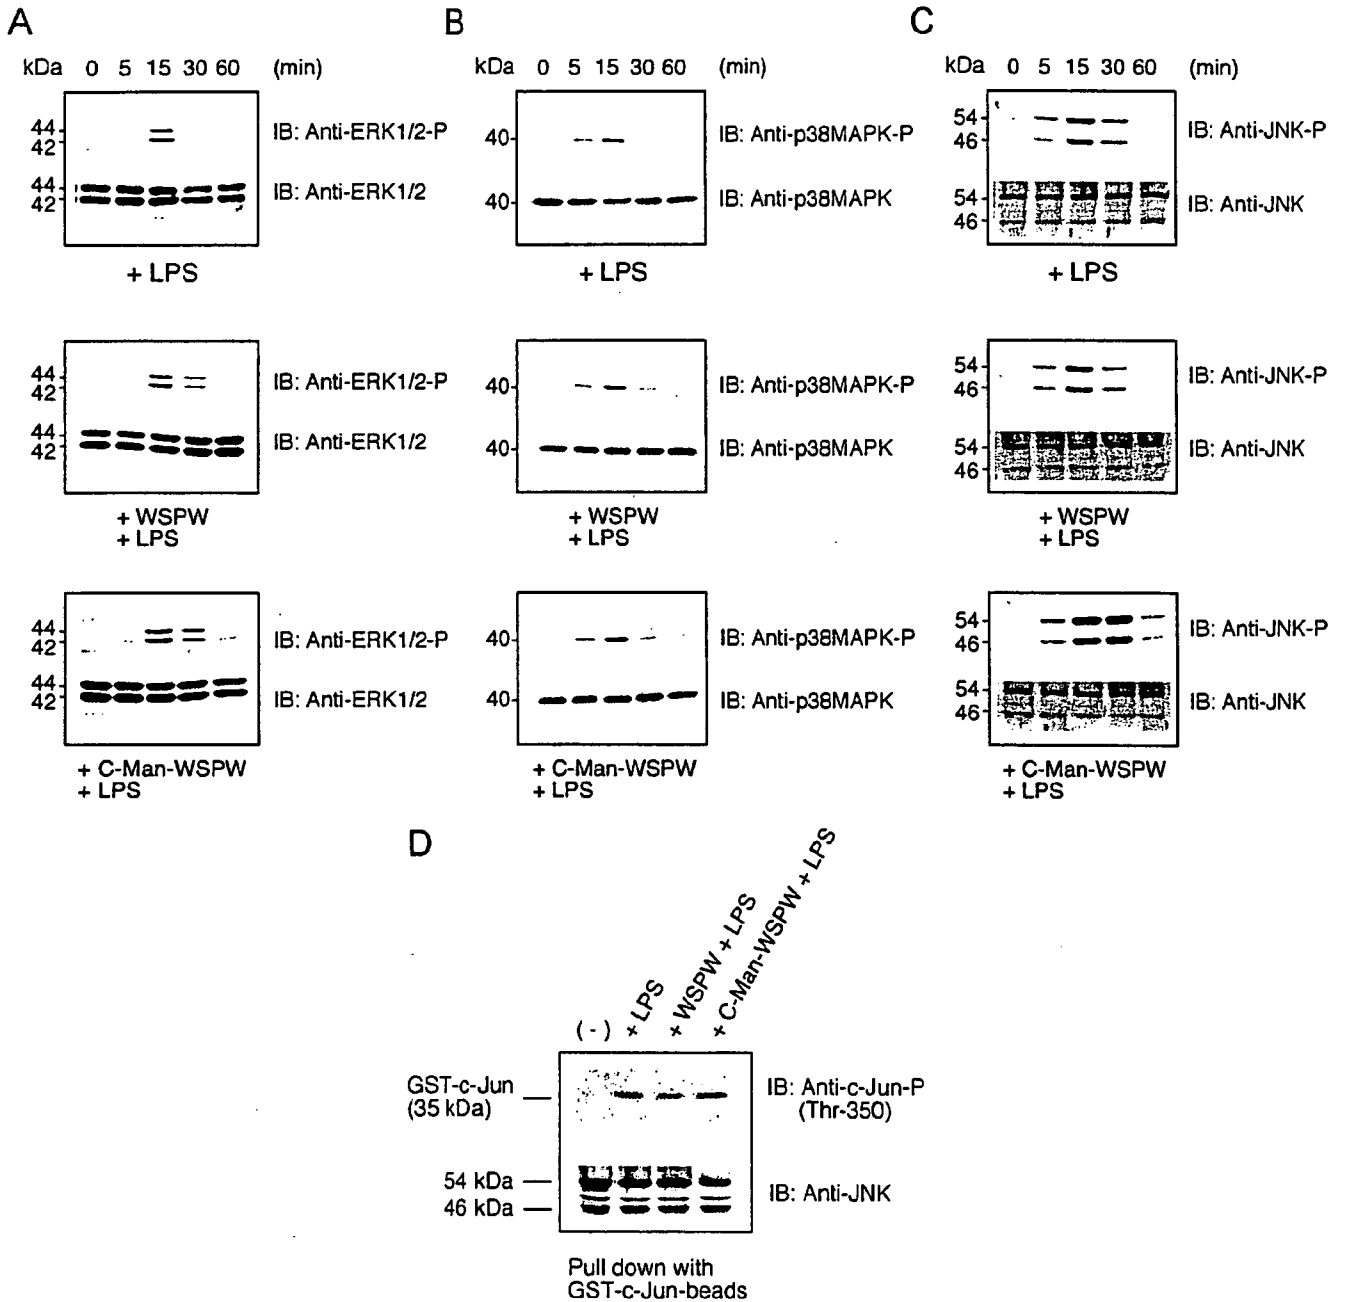 A
kDa 0 5 15 30 60 (min)
44
42
IB: Anti-ERK1/2-P
44
42
IB: Anti-ERK1/2
+ LPS
44
42
IB: Anti-ERK1/2-P
44
42
IB: Anti-ERK1/2
+ WSPW
+ LPS
44
42
IB: Anti-ERK1/2-P
44
42
IB: Anti-ERK1/2
+ C-Man-WSPW
+ LPS
B
kDa 0 5 15 30 60 (min)
40
IB: Anti-p38MAPK-P
40
IB: Anti-p38MAPK
+ LPS
40
IB: Anti-p38MAPK-P
40
IB: Anti-p38MAPK
+ WSPW
+ LPS
40
IB: Anti-p38MAPK-P
40
IB: Anti-p38MAPK
+ C-Man-WSPW
+ LPS
C
kDa 0 5 15 30 60 (min)
54
46
IB: Anti-JNK-P
54
46
IB: Anti-JNK
+ LPS
54
46
IB: Anti-JNK-P
54
46
IB: Anti-JNK
+ WSPW
+ LPS
54
46
IB: Anti-JNK-P
54
46
IB: Anti-JNK
+ C-Man-WSPW
+ LPS
D
(-)
+ LPS
+ WSPW + LPS
+ C-Man-WSPW + LPS
GST-c-Jun
(35 kDa)
IB: Anti-c-Jun-P
(Thr-350)
54 kDa
46 kDa
IB: Anti-JNK
Pull down with
GST-c-Jun-beads